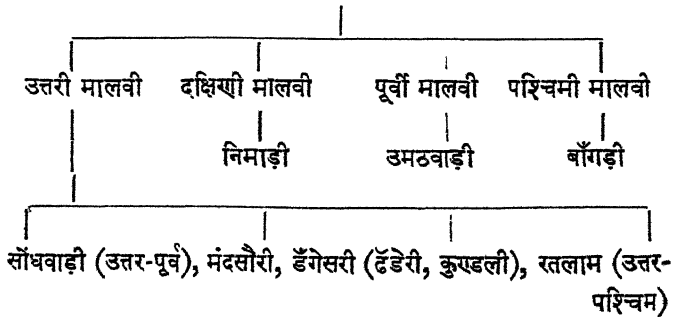 उत्तरी मालवी दक्षिणी मालवी पूर्वी मालवी पश्चिमी मालवी
निमाड़ी उमठवाड़ी बाँगड़ी
सोंधवाड़ी (उत्तर-पूर्व), मंदसौरी, डँगेसरी (ढॅंडेरी, कुण्डली), रतलाम (उत्तर-
पश्चिम)